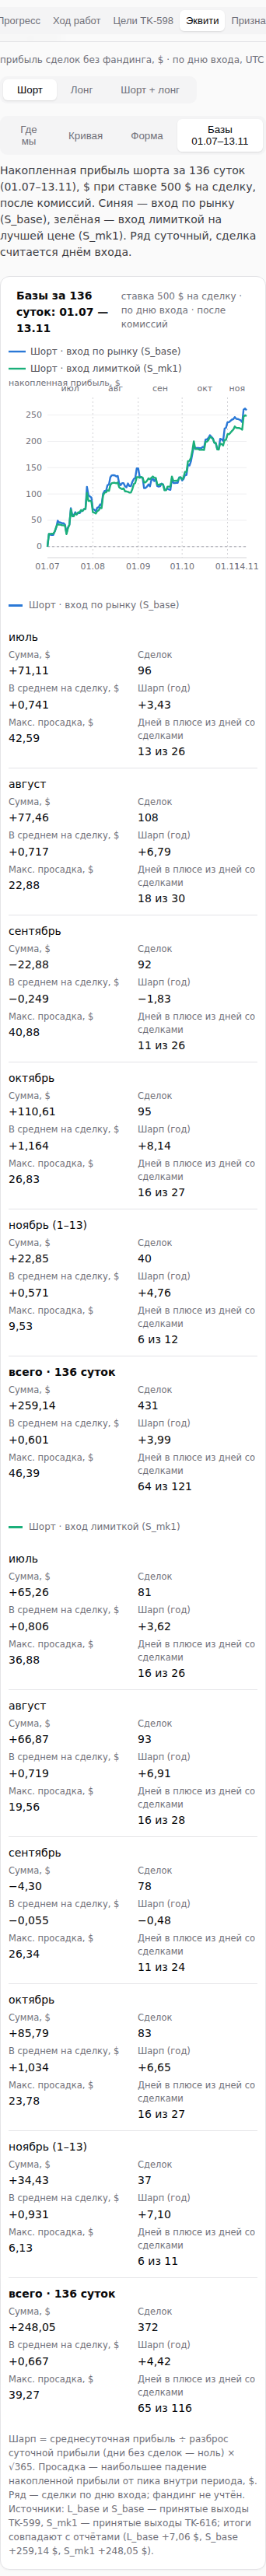 Прогресс Ход работ Цели ТК-598 Эквити Призна
прибыль сделок без фандинга, $ · по дню входа, UTC
Шорт Лонг Шорт + лонг
Где мы Кривая Форма Базы 01.07–13.11
Накопленная прибыль шорта за 136 суток
(01.07–13.11), $ при ставке 500 $ на сделку,
после комиссий. Синяя — вход по рынку
(S_base), зелёная — вход лимиткой на
лучшей цене (S_mk1). Ряд суточный, сделка
считается днём входа.
Базы за 136
суток: 01.07 —
13.11
ставка 500 $ на сделку ·
по дню входа · после
комиссий
Шорт · вход по рынку (S_base)
Шорт · вход лимиткой (S_mk1)
накопленная прибыль, $
июл авг сен окт ноя
250
200
150
100
50
0
01.07 01.08 01.09 01.10 01.11 14.11
Шорт · вход по рынку (S_base)
июль
Сумма, $ Сделок
+71,11 96
В среднем на сделку, $ Шарп (год)
+0,741 +3,43
Макс. просадка, $ Дней в плюсе из дней со сделками
42,59 13 из 26
август
Сумма, $ Сделок
+77,46 108
В среднем на сделку, $ Шарп (год)
+0,717 +6,79
Макс. просадка, $ Дней в плюсе из дней со сделками
22,88 18 из 30
сентябрь
Сумма, $ Сделок
−22,88 92
В среднем на сделку, $ Шарп (год)
−0,249 −1,83
Макс. просадка, $ Дней в плюсе из дней со сделками
40,88 11 из 26
октябрь
Сумма, $ Сделок
+110,61 95
В среднем на сделку, $ Шарп (год)
+1,164 +8,14
Макс. просадка, $ Дней в плюсе из дней со сделками
26,83 16 из 27
ноябрь (1–13)
Сумма, $ Сделок
+22,85 40
В среднем на сделку, $ Шарп (год)
+0,571 +4,76
Макс. просадка, $ Дней в плюсе из дней со сделками
9,53 6 из 12
всего · 136 суток
Сумма, $ Сделок
+259,14 431
В среднем на сделку, $ Шарп (год)
+0,601 +3,99
Макс. просадка, $ Дней в плюсе из дней со сделками
46,39 64 из 121
Шорт · вход лимиткой (S_mk1)
июль
Сумма, $ Сделок
+65,26 81
В среднем на сделку, $ Шарп (год)
+0,806 +3,62
Макс. просадка, $ Дней в плюсе из дней со сделками
36,88 16 из 26
август
Сумма, $ Сделок
+66,87 93
В среднем на сделку, $ Шарп (год)
+0,719 +6,91
Макс. просадка, $ Дней в плюсе из дней со сделками
19,56 16 из 28
сентябрь
Сумма, $ Сделок
−4,30 78
В среднем на сделку, $ Шарп (год)
−0,055 −0,48
Макс. просадка, $ Дней в плюсе из дней со сделками
26,34 11 из 24
октябрь
Сумма, $ Сделок
+85,79 83
В среднем на сделку, $ Шарп (год)
+1,034 +6,65
Макс. просадка, $ Дней в плюсе из дней со сделками
23,78 16 из 27
ноябрь (1–13)
Сумма, $ Сделок
+34,43 37
В среднем на сделку, $ Шарп (год)
+0,931 +7,10
Макс. просадка, $ Дней в плюсе из дней со сделками
6,13 6 из 11
всего · 136 суток
Сумма, $ Сделок
+248,05 372
В среднем на сделку, $ Шарп (год)
+0,667 +4,42
Макс. просадка, $ Дней в плюсе из дней со сделками
39,27 65 из 116
Шарп = среднесуточная прибыль ÷ разброс
суточной прибыли (дни без сделок — ноль) ×
√365. Просадка — наибольшее падение
накопленной прибыли от пика внутри периода, $.
Ряд — сделки по дню входа; фандинг не учтён.
Источники: L_base и S_base — принятые выходы
TK-599, S_mk1 — принятые выходы TK-616; итоги
совпадают с отчётами (L_base +7,06 $, S_base
+259,14 $, S_mk1 +248,05 $).